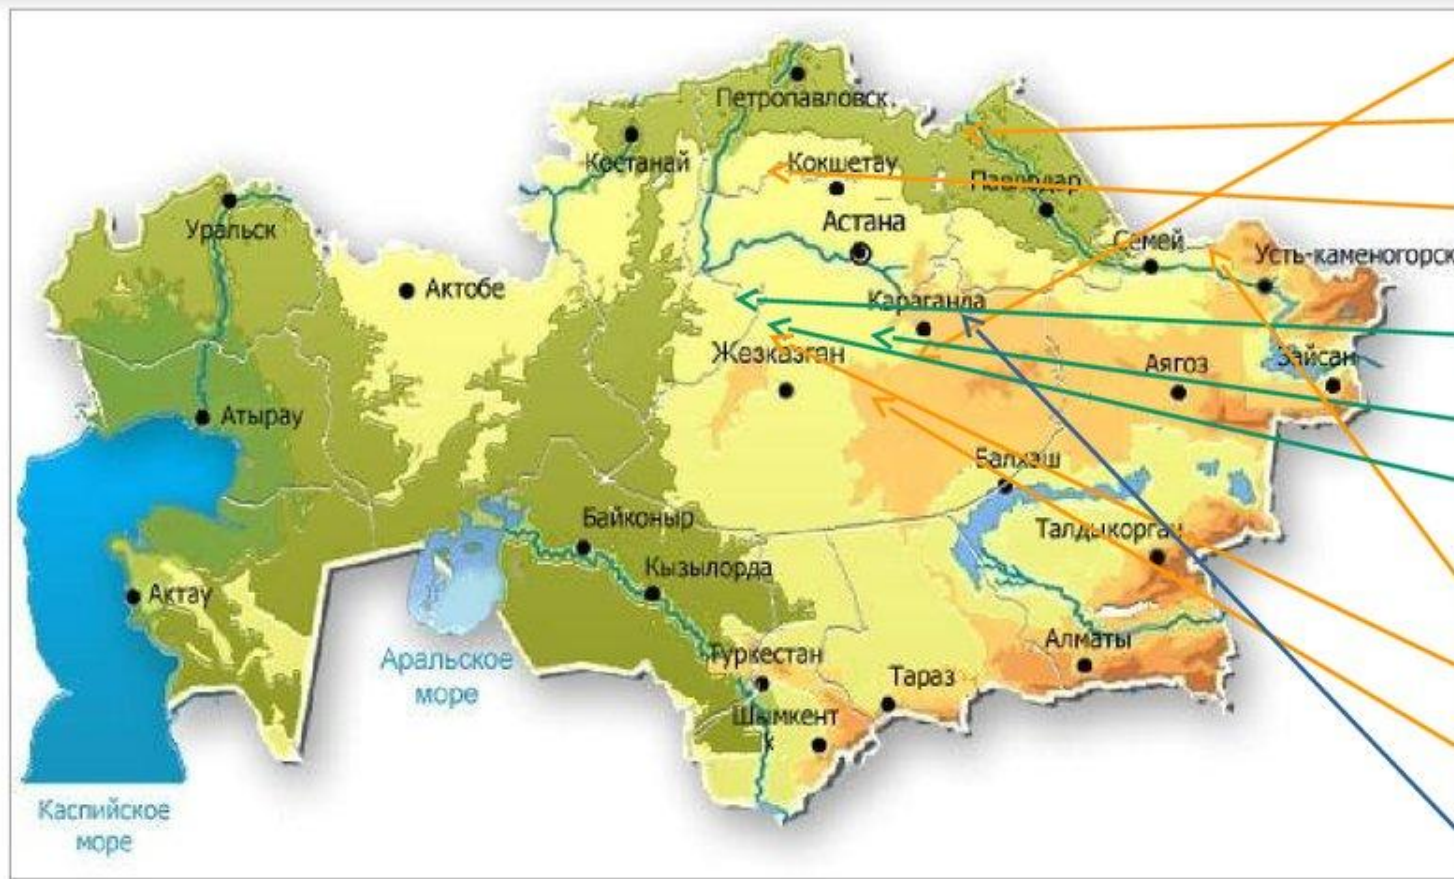 Петропавловск
Костанай
Кокшетау
Павлодар
Уральск
Астана
Семей
Усть-каменогорск
Актобе
Караганда
Жезказган
Аягоз
Зайсан
Атырау
Балхаш
Байконыр
Талдыкорган
Кызылорда
Актау
Алматы
Аральское
море
Туркестан
Тараз
Шымкент
к
Каспийское
море